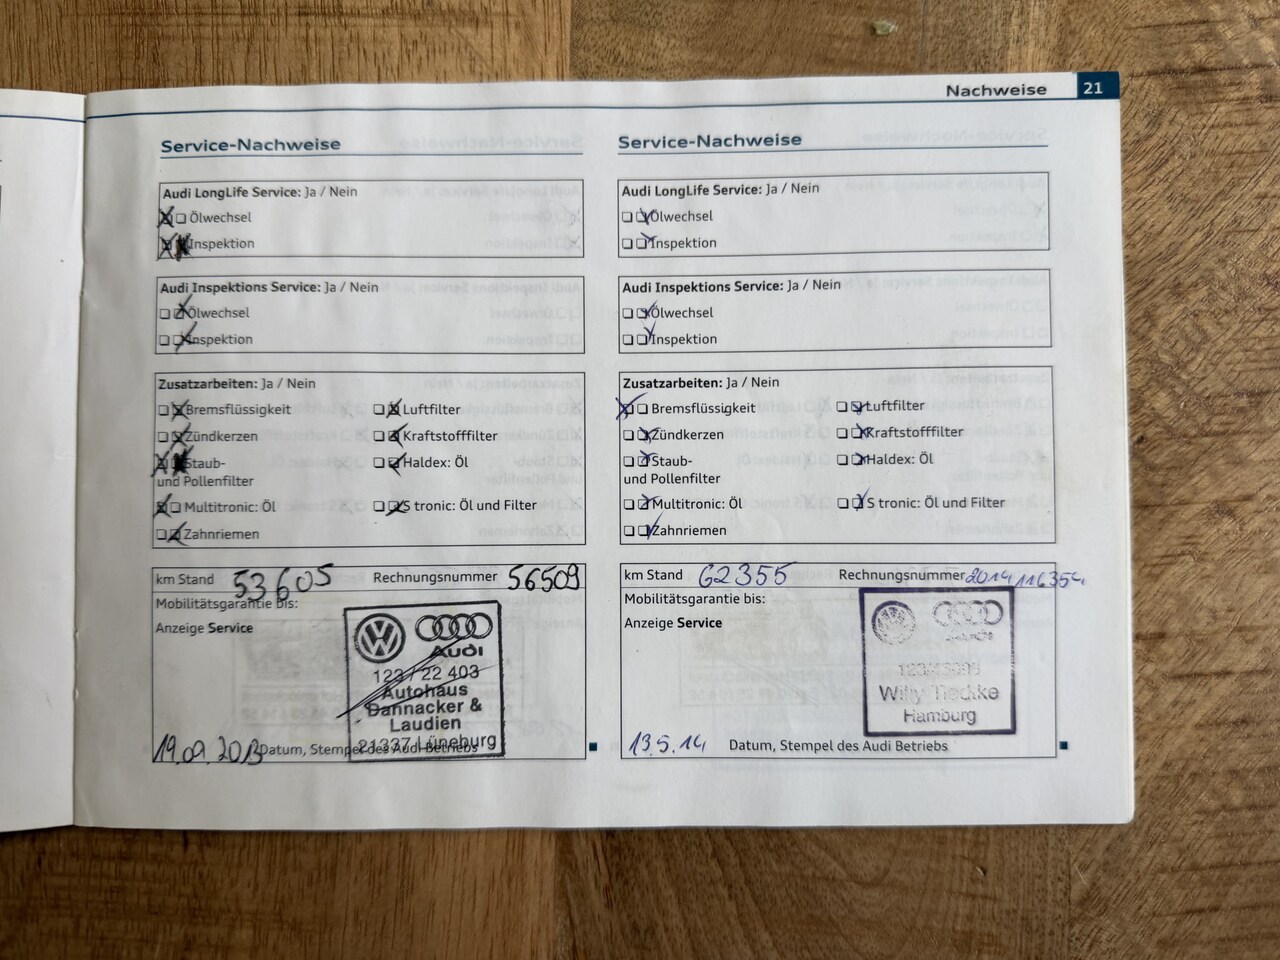 Nachweise 21
Service-Nachweise
Audi LongLife Service: Ja / Nein
Ölwechsel
Inspektion
Audi Inspektions Service: Ja / Nein
Ölwechsel
Inspektion
Zusatzarbeiten: Ja / Nein
Bremsflüssigkeit
Luftfilter
Zündkerzen
Kraftstofffilter
Staub-
und Pollenfilter
Haldex: Öl
Multitronic: Öl
S tronic: Öl und Filter
Zahnriemen
km Stand 53605 Rechnungsnummer 56509
Mobilitätsgarantie bis:
Anzeige Service
Audi
123 / 22 403
Autohaus
Dannacker &
Laudien
21337 Lüneburg
19.09.2013 Datum, Stempel des Audi Betriebs
Service-Nachweise
Audi LongLife Service: Ja / Nein
Ölwechsel
Inspektion
Audi Inspektions Service: Ja / Nein
Ölwechsel
Inspektion
Zusatzarbeiten: Ja / Nein
Bremsflüssigkeit
Luftfilter
Zündkerzen
Kraftstofffilter
Staub-
und Pollenfilter
Haldex: Öl
Multitronic: Öl
S tronic: Öl und Filter
Zahnriemen
km Stand 62355 Rechnungsnummer 2014/116354
Mobilitätsgarantie bis:
Anzeige Service
Willy Tiedtke
Hamburg
13.5.14 Datum, Stempel des Audi Betriebs